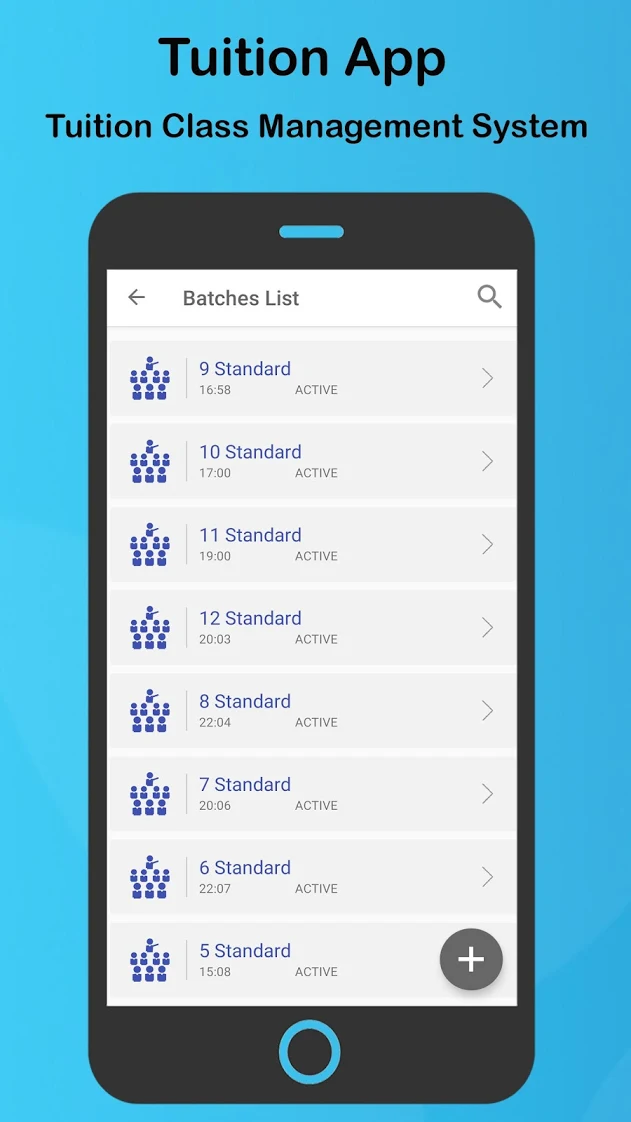 Tuition App
Tuition Class Management System
Batches List
9 Standard
16:58 ACTIVE
10 Standard
17:00 ACTIVE
11 Standard
19:00 ACTIVE
12 Standard
20:03 ACTIVE
8 Standard
22:04 ACTIVE
7 Standard
20:06 ACTIVE
6 Standard
22:07 ACTIVE
5 Standard
15:08 ACTIVE